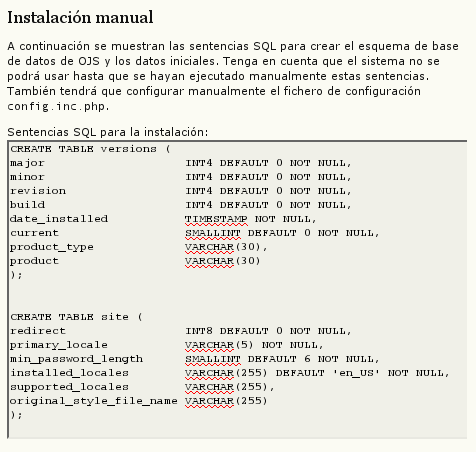 Instalación manual
A continuación se muestran las sentencias SQL para crear el esquema de base
de datos de OJS y los datos iniciales. Tenga en cuenta que el sistema no se
podrá usar hasta que se hayan ejecutado manualmente estas sentencias.
También tendrá que configurar manualmente el fichero de configuración
config.inc.php.
Sentencias SQL para la instalación:
CREATE TABLE versions (
major INT4 DEFAULT 0 NOT NULL,
minor INT4 DEFAULT 0 NOT NULL,
revision INT4 DEFAULT 0 NOT NULL,
build INT4 DEFAULT 0 NOT NULL,
date_installed TIMESTAMP NOT NULL,
current SMALLINT DEFAULT 0 NOT NULL,
product_type VARCHAR(30),
product VARCHAR(30)
);
CREATE TABLE site (
redirect INT8 DEFAULT 0 NOT NULL,
primary_locale VARCHAR(5) NOT NULL,
min_password_length SMALLINT DEFAULT 6 NOT NULL,
installed_locales VARCHAR(255) DEFAULT 'en_US' NOT NULL,
supported_locales VARCHAR(255),
original_style_file_name VARCHAR(255)
);